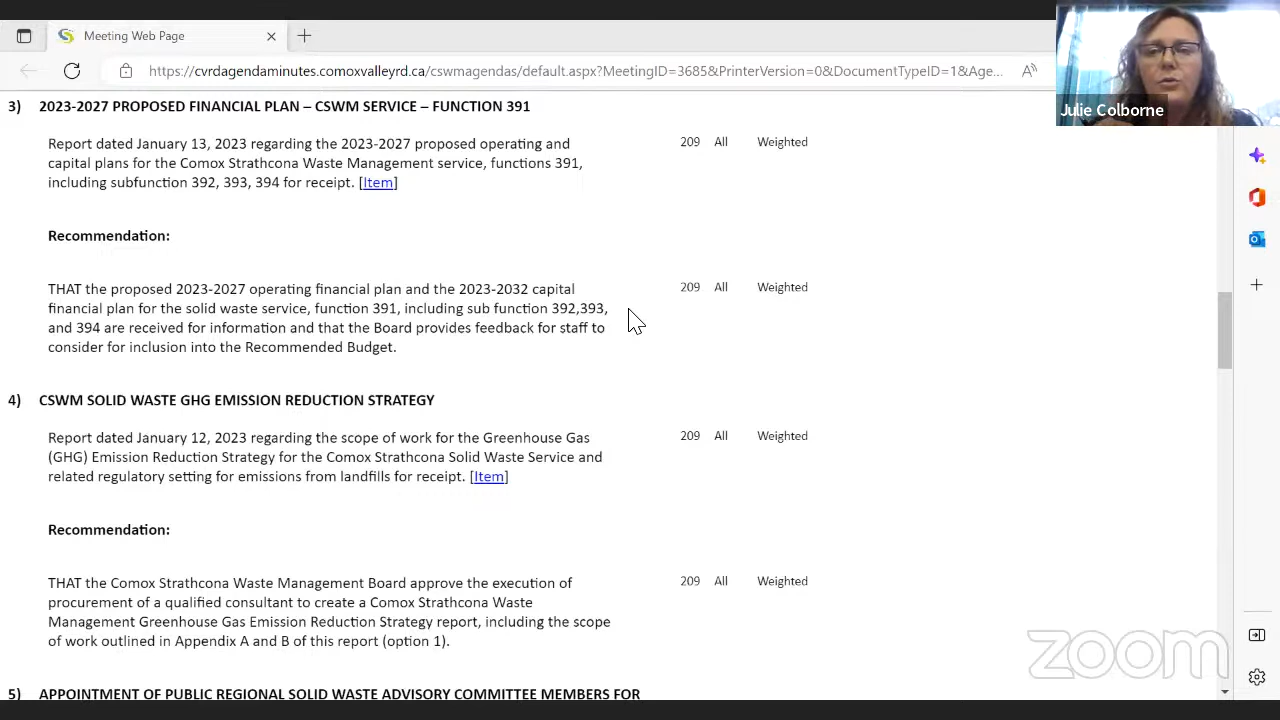 Meeting Web Page
https://cvrdagendaminutes.comoxvalleyrd.ca/cswmagendas/default.aspx?MeetingID=3685&PrinterVersion=0&DocumentTypeID=1&Age...
Julie Colborne
3) 2023-2027 PROPOSED FINANCIAL PLAN – CSWM SERVICE – FUNCTION 391
Report dated January 13, 2023 regarding the 2023-2027 proposed operating and 209 All Weighted
capital plans for the Comox Strathcona Waste Management service, functions 391,
including subfunction 392, 393, 394 for receipt. [Item]
Recommendation:
THAT the proposed 2023-2027 operating financial plan and the 2023-2032 capital 209 All Weighted
financial plan for the solid waste service, function 391, including sub function 392,393,
and 394 are received for information and that the Board provides feedback for staff to
consider for inclusion into the Recommended Budget.
4) CSWM SOLID WASTE GHG EMISSION REDUCTION STRATEGY
Report dated January 12, 2023 regarding the scope of work for the Greenhouse Gas 209 All Weighted
(GHG) Emission Reduction Strategy for the Comox Strathcona Solid Waste Service and
related regulatory setting for emissions from landfills for receipt. [Item]
Recommendation:
THAT the Comox Strathcona Waste Management Board approve the execution of 209 All Weighted
procurement of a qualified consultant to create a Comox Strathcona Waste
Management Greenhouse Gas Emission Reduction Strategy report, including the scope
of work outlined in Appendix A and B of this report (option 1).
zoom
5) APPOINTMENT OF PUBLIC REGIONAL SOLID WASTE ADVISORY COMMITTEE MEMBERS FOR